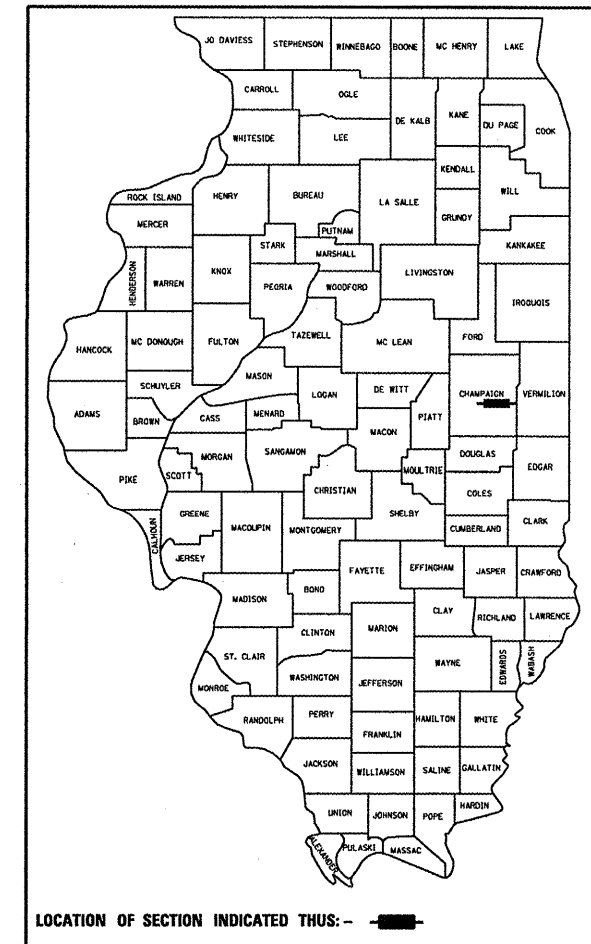 JO DAVIESS STEPHENSON WINNEBAGO BOONE MC HENRY LAKE
CARROLL OGLE DE KALB KANE DU PAGE COOK
WHITESIDE LEE
KENDALL WILL
ROCK ISLAND HENRY BUREAU LA SALLE GRUNDY
MERCER PUTNAM
STARK MARSHALL KANKAKEE
HENDERSON WARREN KNOX PEORIA WOODFORD LIVINGSTON IROQUOIS
HANCOCK MC DONOUGH FULTON TAZEWELL MC LEAN FORD
MASON
SCHUYLER LOGAN DE WITT CHAMPAIGN VERMILION
ADAMS BROWN CASS MENARD PIATT
MACON
MORGAN SANGAMON DOUGLAS EDGAR
PIKE SCOTT MOULTRIE
CHRISTIAN COLES
GREENE SHELBY
CALHOUN MACOUPIN MONTGOMERY CUMBERLAND CLARK
JERSEY
FAYETTE EFFINGHAM JASPER CRAWFORD
MADISON BOND
CLAY RICHLAND LAWRENCE
CLINTON MARION
ST. CLAIR WAYNE EDWARDS WABASH
WASHINGTON JEFFERSON
MONROE
RANDOLPH PERRY HAMILTON WHITE
FRANKLIN
JACKSON WILLIAMSON SALINE GALLATIN
UNION JOHNSON POPE HARDIN
ALEXANDER PULASKI MASSAC
LOCATION OF SECTION INDICATED THUS: -